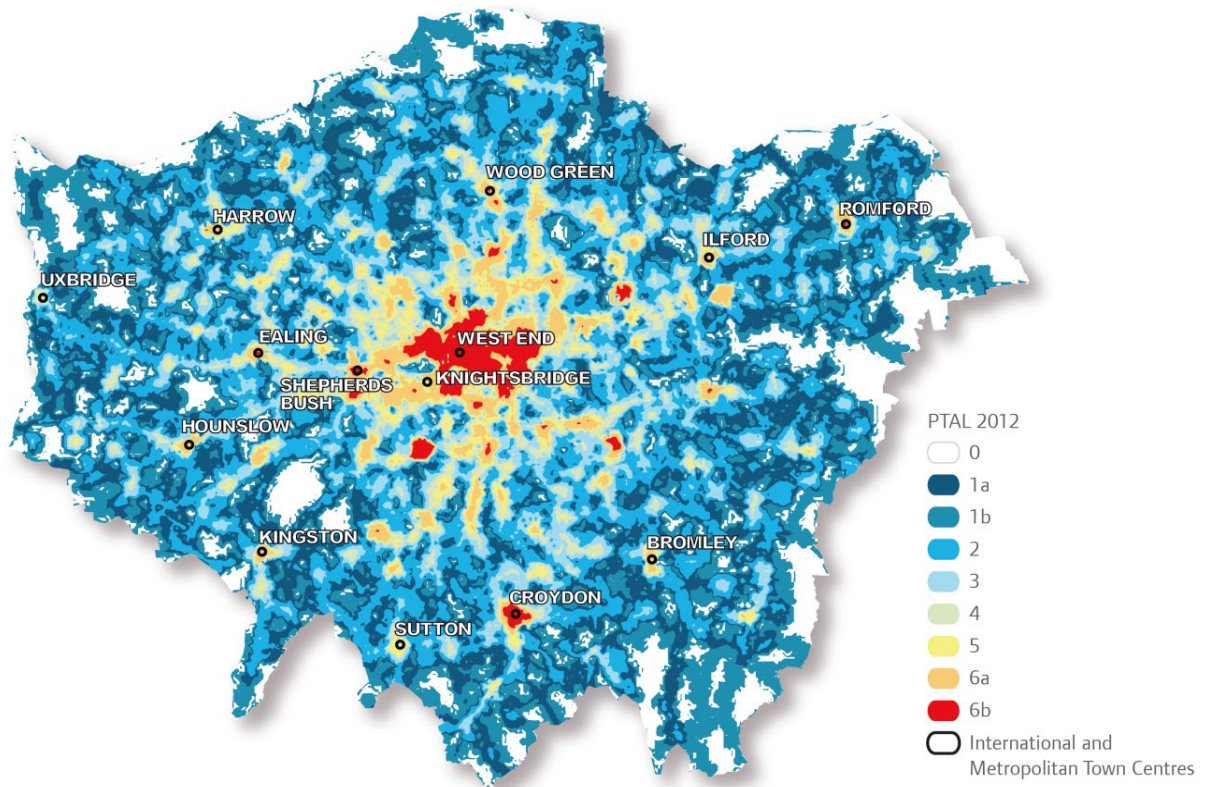 WOOD GREEN
HARROW
ROMFORD
ILFORD
UXBRIDGE
EALING
WEST END
SHEPHERDS
BUSH
KNIGHTSBRIDGE
HOUNSLOW
KINGSTON
BROMLEY
CROYDON
SUTTON
PTAL 2012
0
1a
1b
2
3
4
5
6a
6b
International and
Metropolitan Town Centres